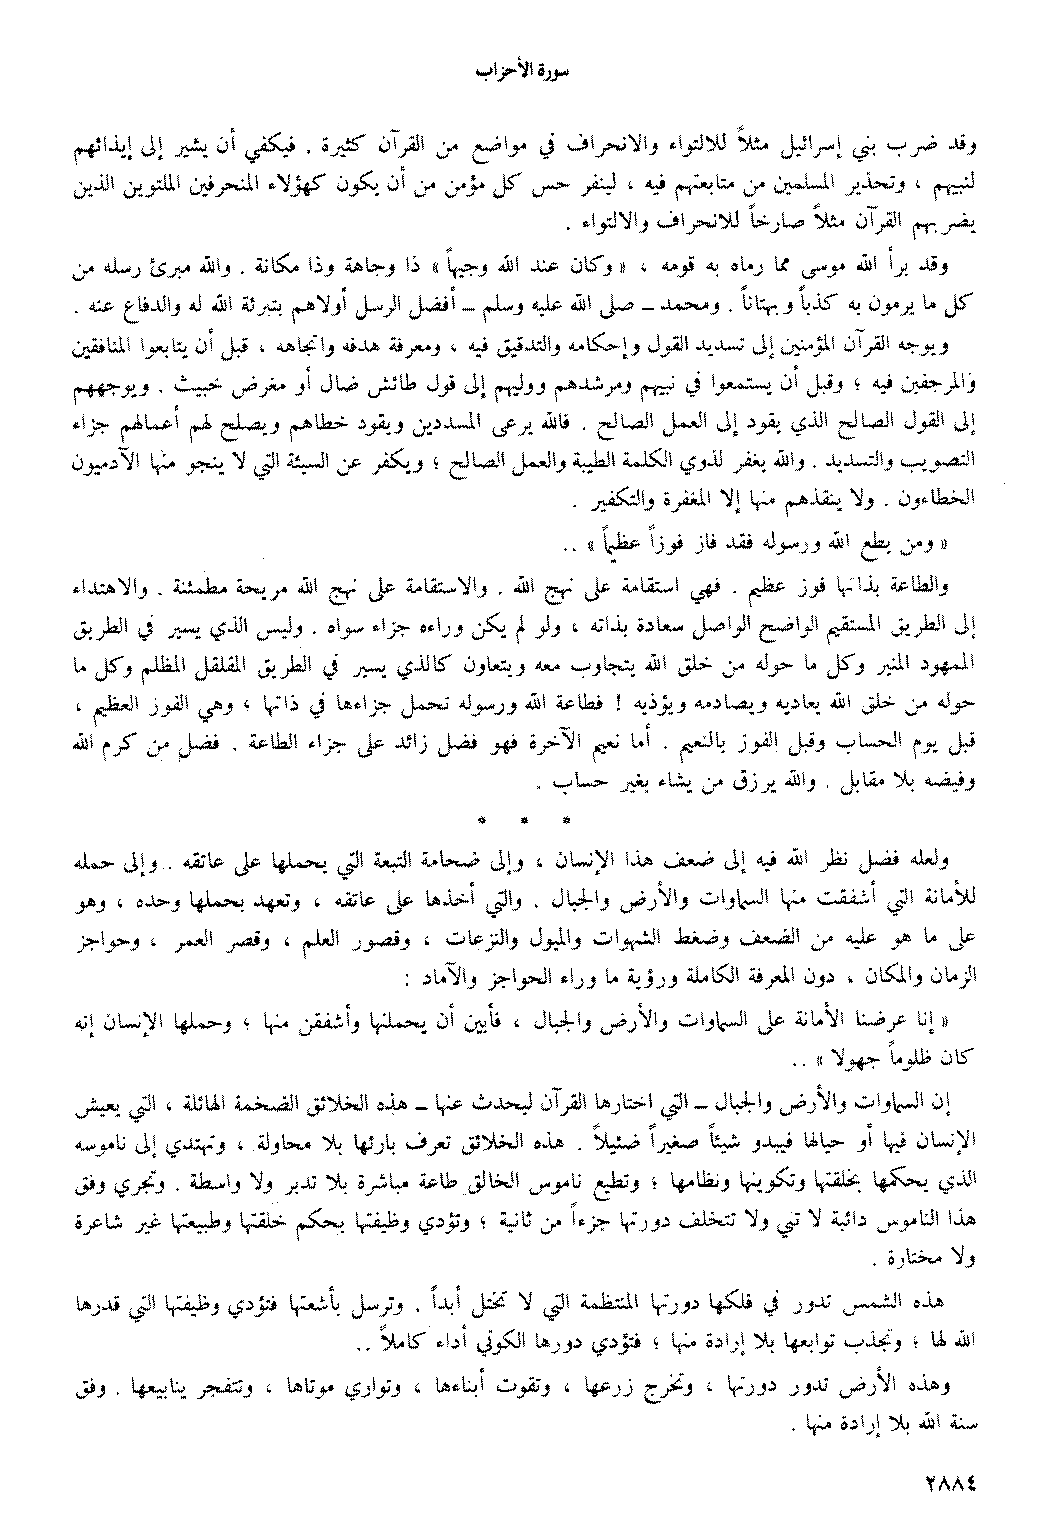 سورة الأحزاب
وقد ضرب بني إسرائيل مثلاً للالتواء والانحراف في مواضع من القرآن كثيرة . فيكفي أن يشير إلى إيذائهم
لنبيهم ، وتحذير المسلمين من متابعتهم فيه ، لينفر حس كل مؤمن من أن يكون كهؤلاء المنحرفين الملتوين الذين
يضربهم القرآن مثلاً صارخاً للانحراف والالتواء .
وقد برأ الله موسى مما رماه به قومه ، « وكان عند الله وجيهاً » ذا وجاهة وذا مكانة . والله مبرئ رسله من
كل ما يرمون به كذباً وبهتاناً . ومحمد ــ صلى الله عليه وسلم ــ أفضل الرسل أولاهم بتبرئة الله له والدفاع عنه .
ويوجه القرآن المؤمنين إلى تسديد القول وإحكامه والتدقيق فيه ، ومعرفة هدفه واتجاهه ، قبل أن يتابعوا المنافقين
والمرجفين فيه ؛ وقبل أن يستمعوا في نبيهم ومرشدهم ووليهم إلى قول طائش ضال أو مغرض خبيث . ويوجههم
إلى القول الصالح الذي يقود إلى العمل الصالح . فالله يرعى المسددين ويقود خطاهم ويصلح لهم أعمالهم جزاء
التصويب والتسديد . والله يغفر لذوي الكلمة الطيبة والعمل الصالح ؛ ويكفر عن السيئة التي لا ينجو منها الآدميون
الخطاءون . ولا ينقذهم منها إلا المغفرة والتكفير .
« ومن يطع الله ورسوله فقد فاز فوزاً عظيماً » ..
والطاعة بذاتها فوز عظيم . فهي استقامة على نهج الله . والاستقامة على نهج الله مريحة مطمئنة . والاهتداء
إلى الطريق المستقيم الواضح الواصل سعادة بذاته ، ولو لم يكن وراءه جزاء سواه . وليس الذي يسير في الطريق
الممهود المنير وكل ما حوله من خلق الله يتجاوب معه ويتعاون كالذي يسير في الطريق المقلقل المظلم وكل ما
حوله من خلق الله يعاديه ويصادمه ويؤذيه ! فطاعة الله ورسوله تحمل جزاءها في ذاتها ؛ وهي الفوز العظيم ،
قبل يوم الحساب وقبل الفوز بالنعيم . أما نعيم الآخرة فهو فضل زائد على جزاء الطاعة . فضل من كرم الله
وفيضه بلا مقابل . والله يرزق من يشاء بغير حساب .
* * *
ولعله فضل نظر الله فيه إلى ضعف هذا الإنسان ، وإلى ضخامة التبعة التي يحملها على عاتقه . وإلى حمله
للأمانة التي أشفقت منها السماوات والأرض والجبال . والتي أخذها على عاتقه ، وتعهد بحملها وحده ، وهو
على ما هو عليه من الضعف وضغط الشهوات والميول والنزعات ، وقصور العلم ، وقصر العمر ، وحواجز
الزمان والمكان ، دون المعرفة الكاملة ورؤية ما وراء الحواجز والآماد :
« إنا عرضنا الأمانة على السماوات والأرض والجبال ، فأبين أن يحملنها وأشفقن منها ؛ وحملها الإنسان إنه
كان ظلوماً جهولا » ..
إن السماوات والأرض والجبال ــ التي اختارها القرآن ليحدث عنها ــ هذه الخلائق الضخمة الهائلة ، التي يعيش
الإنسان فيها أو حيالها فيبدو شيئاً صغيراً ضئيلاً . هذه الخلائق تعرف بارئها بلا محاولة ، وتهتدي إلى ناموسه
الذي يحكمها بخلقتها وتكوينها ونظامها ؛ وتطيع ناموس الخالق طاعة مباشرة بلا تدبر ولا واسطة . وتجري وفق
هذا الناموس دائبة لا تني ولا تتخلف دورتها جزءاً من ثانية ؛ وتؤدي وظيفتها بحكم خلقتها وطبيعتها غير شاعرة
ولا مختارة .
هذه الشمس تدور في فلكها دورتها المنتظمة التي لا تختل أبداً . وترسل بأشعتها فتؤدي وظيفتها التي قدرها
الله لها ؛ وتجذب توابعها بلا إرادة منها ؛ فتؤدي دورها الكوني أداء كاملاً ..
وهذه الأرض تدور دورتها ، وتخرج زرعها ، وتقوت أبناءها ، وتواري موتاها ، وتتفجر ينابيعها . وفق
سنة الله بلا إرادة منها .
٢٨٨٤